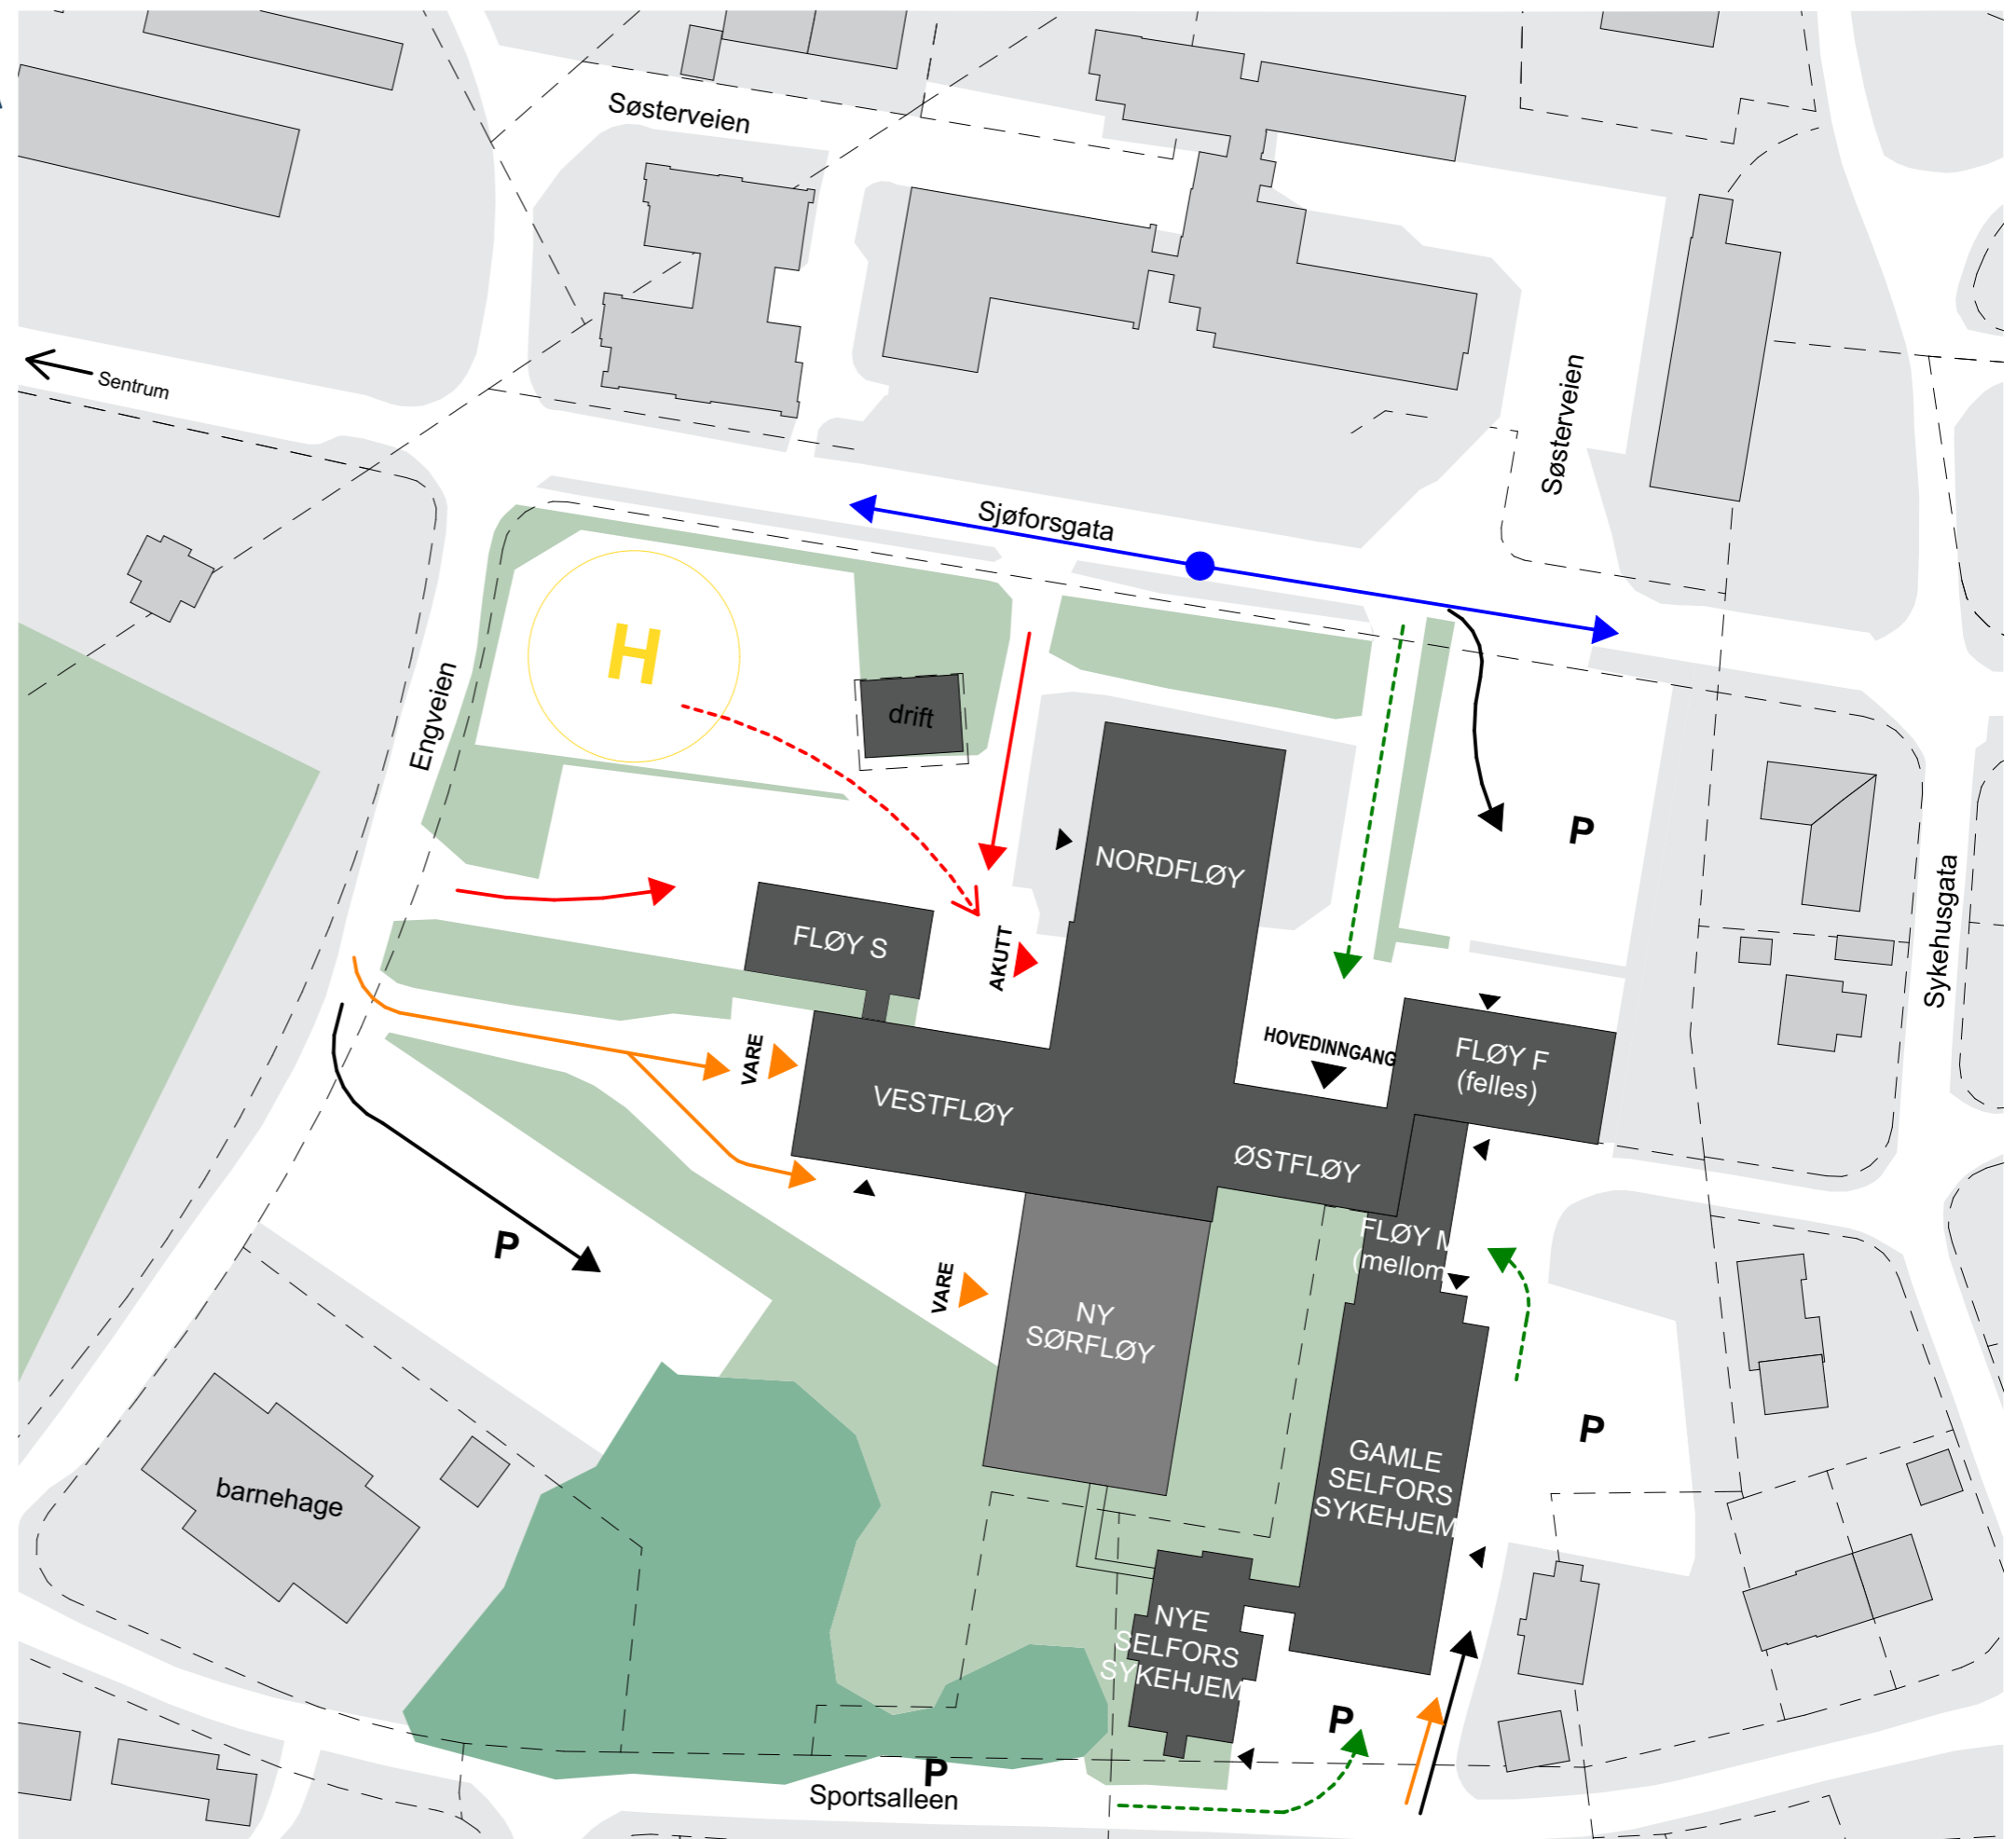 Søsterveien
Sentrum
Søsterveien
Sjøforsgata
H
Engveien
drift
P
NORDFLØY
Sykehusgata
FLØY S
AKUTT
HOVEDINNGANG
FLØY F
(felles)
VARE
VESTFLØY
ØSTFLØY
P
FLØY M
(mellom
VARE
NY
SØRFLØY
P
GAMLE
SELFORS
SYKEHJEM
barnehage
NYE
SELFORS
SYKEHJEM
P
P
Sportsalleen